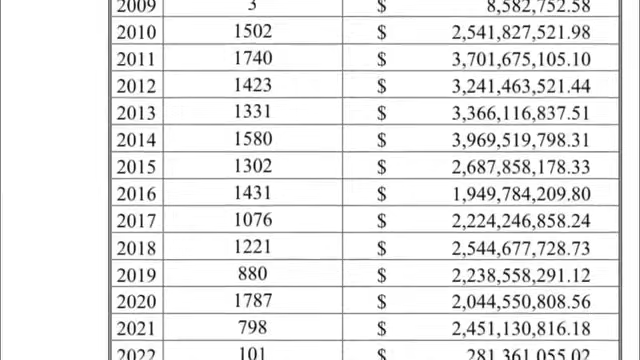 2009 3 $ 8,582,752.58
2010 1502 $ 2,541,827,521.98
2011 1740 $ 3,701,675,105.10
2012 1423 $ 3,241,463,521.44
2013 1331 $ 3,366,116,837.51
2014 1580 $ 3,969,519,798.31
2015 1302 $ 2,687,858,178.33
2016 1431 $ 1,949,784,209.80
2017 1076 $ 2,224,246,858.24
2018 1221 $ 2,544,677,728.73
2019 880 $ 2,238,558,291.12
2020 1787 $ 2,044,550,808.56
2021 798 $ 2,451,130,816.18
2022 101 $ 281,361,055.02